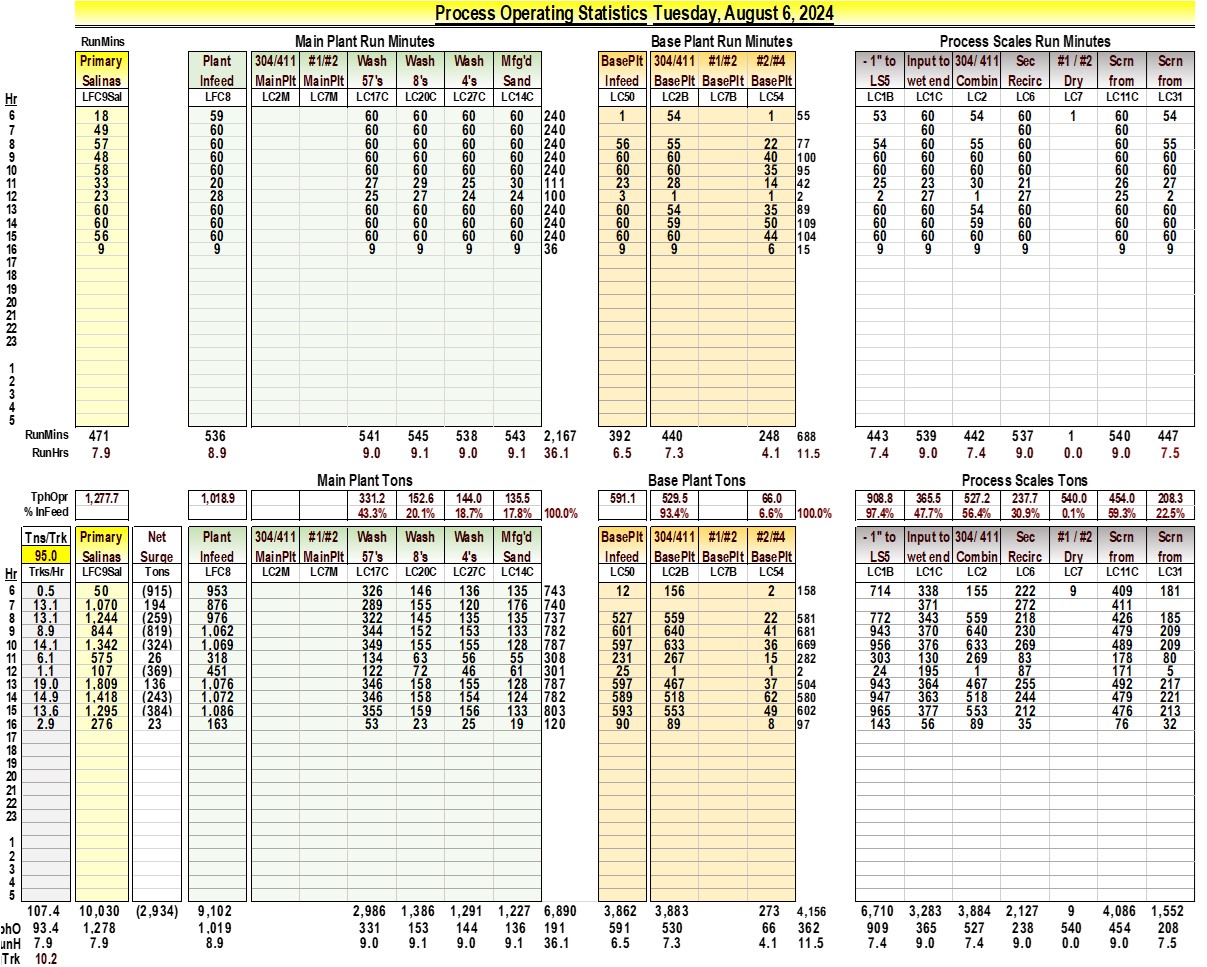 Process Operating Statistics Tuesday, August 6, 2024
RunMins Main Plant Run Minutes Base Plant Run Minutes Process Scales Run Minutes
Primary Plant 304/411 #1/#2 Wash Wash Wash Mfg'd BasePlt 304/411 #1/#2 #2/#4 - 1" to Input to 304/ 411 Sec #1 / #2 Scrn Scrn
Salinas Infeed MainPlt MainPlt 57's 8's 4's Sand Infeed BasePlt BasePlt BasePlt LS5 wet end Combin Recirc Dry from from
Hr LFC9Sal LFC8 LC2M LC7M LC17C LC20C LC27C LC14C LC50 LC2B LC7B LC54 LC1B LC1C LC2 LC6 LC7 LC11C LC31
6 18 59 60 60 60 60 240 1 54 1 55 53 60 54 60 1 60 54
7 49 60 60 60 60 60 240 60 60 60
8 57 60 60 60 60 60 240 56 55 22 77 54 60 55 60 60 55
9 48 60 60 60 60 60 240 60 60 40 100 60 60 60 60 60 60
10 58 60 60 60 60 60 240 60 60 35 95 60 60 60 60 60 60
11 33 20 27 29 25 30 111 23 28 14 42 25 23 30 21 26 27
12 23 28 25 27 24 24 100 3 1 1 2 2 27 1 27 25 2
13 60 60 60 60 60 60 240 60 54 35 89 60 60 54 60 60 60
14 60 60 60 60 60 60 240 60 59 50 109 60 60 59 60 60 60
15 56 60 60 60 60 60 240 60 60 44 104 60 60 60 60 60 60
16 9 9 9 9 9 9 36 9 9 6 15 9 9 9 9 9 9
17
18
19
20
21
22
23
1
2
3
4
5
RunMins 471 536 541 545 538 543 2,167 392 440 248 688 443 539 442 537 1 540 447
RunHrs 7.9 8.9 9.0 9.1 9.0 9.1 36.1 6.5 7.3 4.1 11.5 7.4 9.0 7.4 9.0 0.0 9.0 7.5
Main Plant Tons Base Plant Tons Process Scales Tons
TphOpr 1,277.7 1,018.9 331.2 152.6 144.0 135.5 591.1 529.5 66.0 908.8 365.5 527.2 237.7 540.0 454.0 208.3
% InFeed 43.3% 20.1% 18.7% 17.8% 100.0% 93.4% 6.6% 100.0% 97.4% 47.7% 56.4% 30.9% 0.1% 59.3% 22.5%
Tns/Trk Primary Net Plant 304/411 #1/#2 Wash Wash Wash Mfg'd BasePlt 304/411 #1/#2 #2/#4 - 1" to Input to 304/ 411 Sec #1 / #2 Scrn Scrn
95.0 Salinas Surge Infeed MainPlt MainPlt 57's 8's 4's Sand Infeed BasePlt BasePlt BasePlt LS5 wet end Combin Recirc Dry from from
Hr Trks/Hr LFC9Sal Tons LFC8 LC2M LC7M LC17C LC20C LC27C LC14C LC50 LC2B LC7B LC54 LC1B LC1C LC2 LC6 LC7 LC11C LC31
6 0.5 50 (915) 953 326 146 136 135 743 12 156 2 158 714 338 155 222 9 409 181
7 13.1 1,070 194 876 289 155 120 176 740 371 272 411
8 13.1 1,244 (259) 976 322 145 135 135 737 527 559 22 581 772 343 559 218 426 185
9 8.9 844 (819) 1,062 344 152 153 133 782 601 640 41 681 943 370 640 230 479 209
10 14.1 1,342 (324) 1,069 349 155 155 128 787 597 633 36 669 956 376 633 269 489 209
11 6.1 575 26 318 134 63 56 55 308 231 267 15 282 303 130 269 83 178 80
12 1.1 107 (369) 451 122 72 46 61 301 25 1 1 2 24 195 1 87 171 5
13 19.0 1,809 136 1,076 346 158 155 128 787 597 467 37 504 943 364 467 255 492 217
14 14.9 1,418 (243) 1,072 346 158 154 124 782 589 518 62 580 947 363 518 244 479 221
15 13.6 1,295 (384) 1,086 355 159 156 133 803 593 553 49 602 965 377 553 212 476 213
16 2.9 276 23 163 53 23 25 19 120 90 89 8 97 143 56 89 35 76 32
17
18
19
20
21
22
23
1
2
3
4
5
107.4 10,030 (2,934) 9,102 2,986 1,386 1,291 1,227 6,890 3,862 3,883 273 4,156 6,710 3,283 3,884 2,127 9 4,086 1,552
phO 93.4 1,278 1,019 331 153 144 136 191 591 530 66 362 909 365 527 238 540 454 208
unH 7.9 7.9 8.9 9.0 9.1 9.0 9.1 36.1 6.5 7.3 4.1 11.5 7.4 9.0 7.4 9.0 0.0 9.0 7.5
Trk 10.2